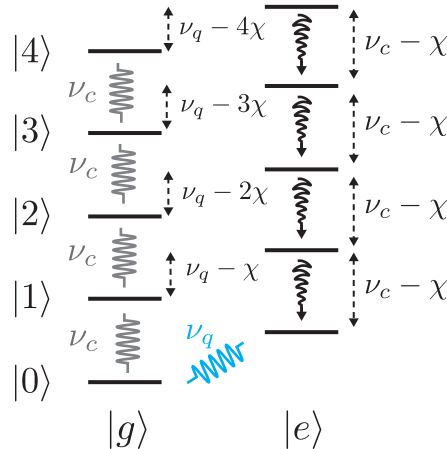 |4⟩ ν_q − 4χ
ν_c ν_c − χ
|3⟩ ν_q − 3χ
ν_c ν_c − χ
|2⟩ ν_q − 2χ
ν_c ν_c − χ
|1⟩ ν_q − χ
ν_c ν_q ν_c − χ
|0⟩
|g⟩ |e⟩